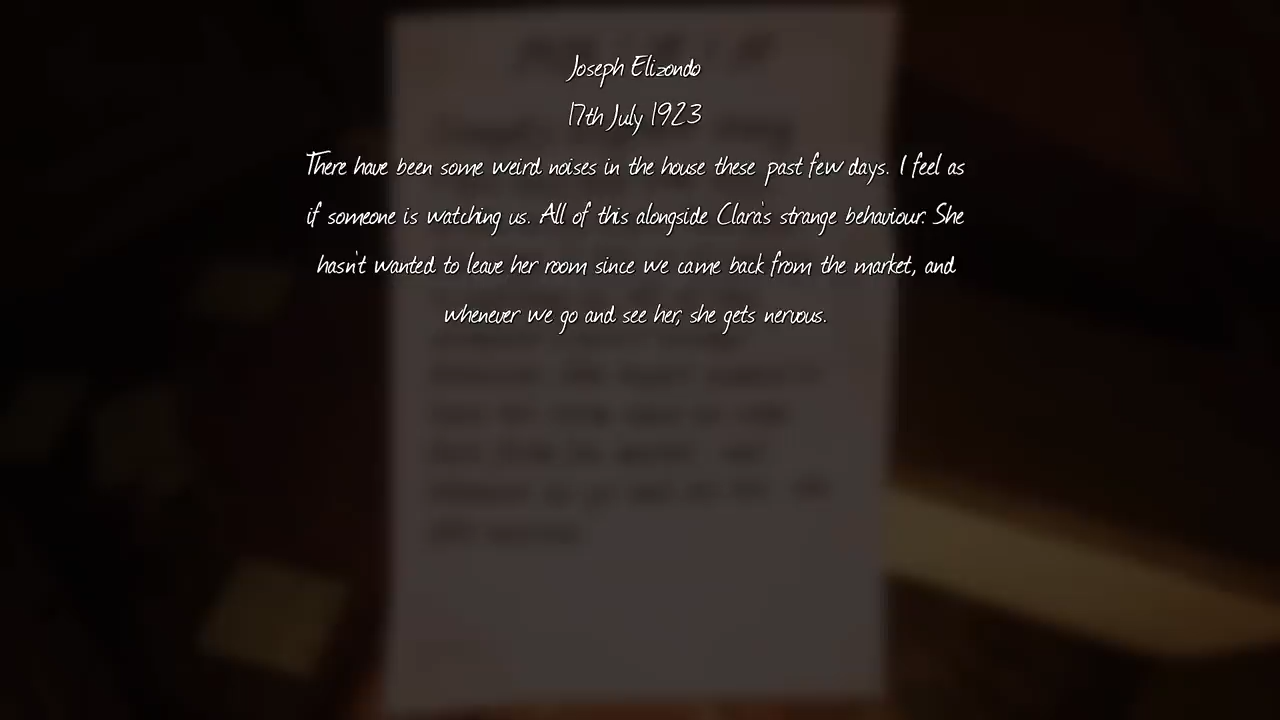 Joseph Elizondo
17th July 1923
There have been some weird noises in the house these past few days. I feel as
if someone is watching us. All of this alongside Clara's strange behaviour. She
hasn't wanted to leave her room since we came back from the market, and
whenever we go and see her, she gets nervous.